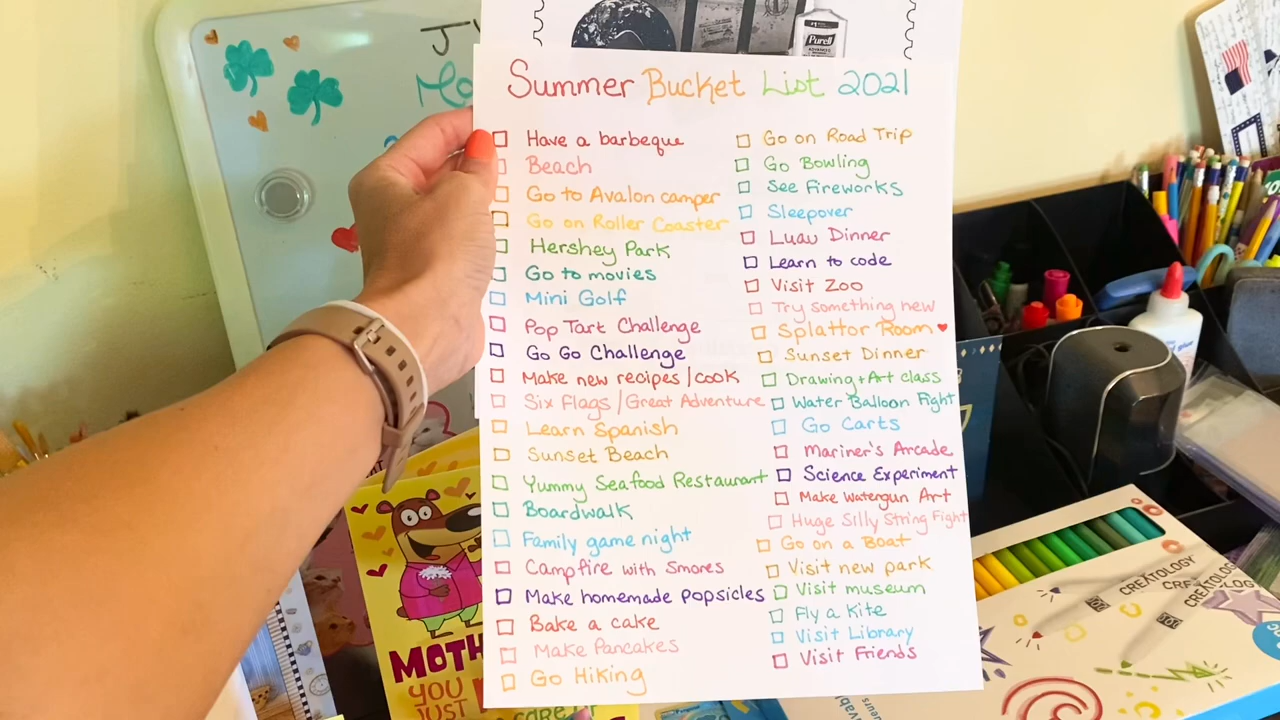 Purell
ADVANCED
Summer Bucket List 2021
Have a barbeque
Beach
Go to Avalon camper
Go on Roller Coaster
Hershey Park
Go to movies
Mini Golf
Pop Tart Challenge
Go Go Challenge
Make new recipes/cook
Six Flags/Great Adventure
Learn Spanish
Sunset Beach
Yummy Seafood Restaurant
Boardwalk
Family game night
Campfire with Smores
Make homemade popsicles
Bake a cake
Make Pancakes
Go Hiking
Go on Road Trip
Go Bowling
See Fireworks
Sleepover
Luau Dinner
Learn to code
Visit Zoo
Try something new
Splattor Room
Sunset Dinner
Drawing + Art class
Water Balloon Fight
Go Carts
Mariner's Arcade
Science Experiment
Make Watergun Art
Huge Silly String Fight
Go on a Boat
Visit new park
Visit museum
Fly a Kite
Visit Library
Visit Friends
YOU
JUST
CREATOLOGY
CREATOLOGY